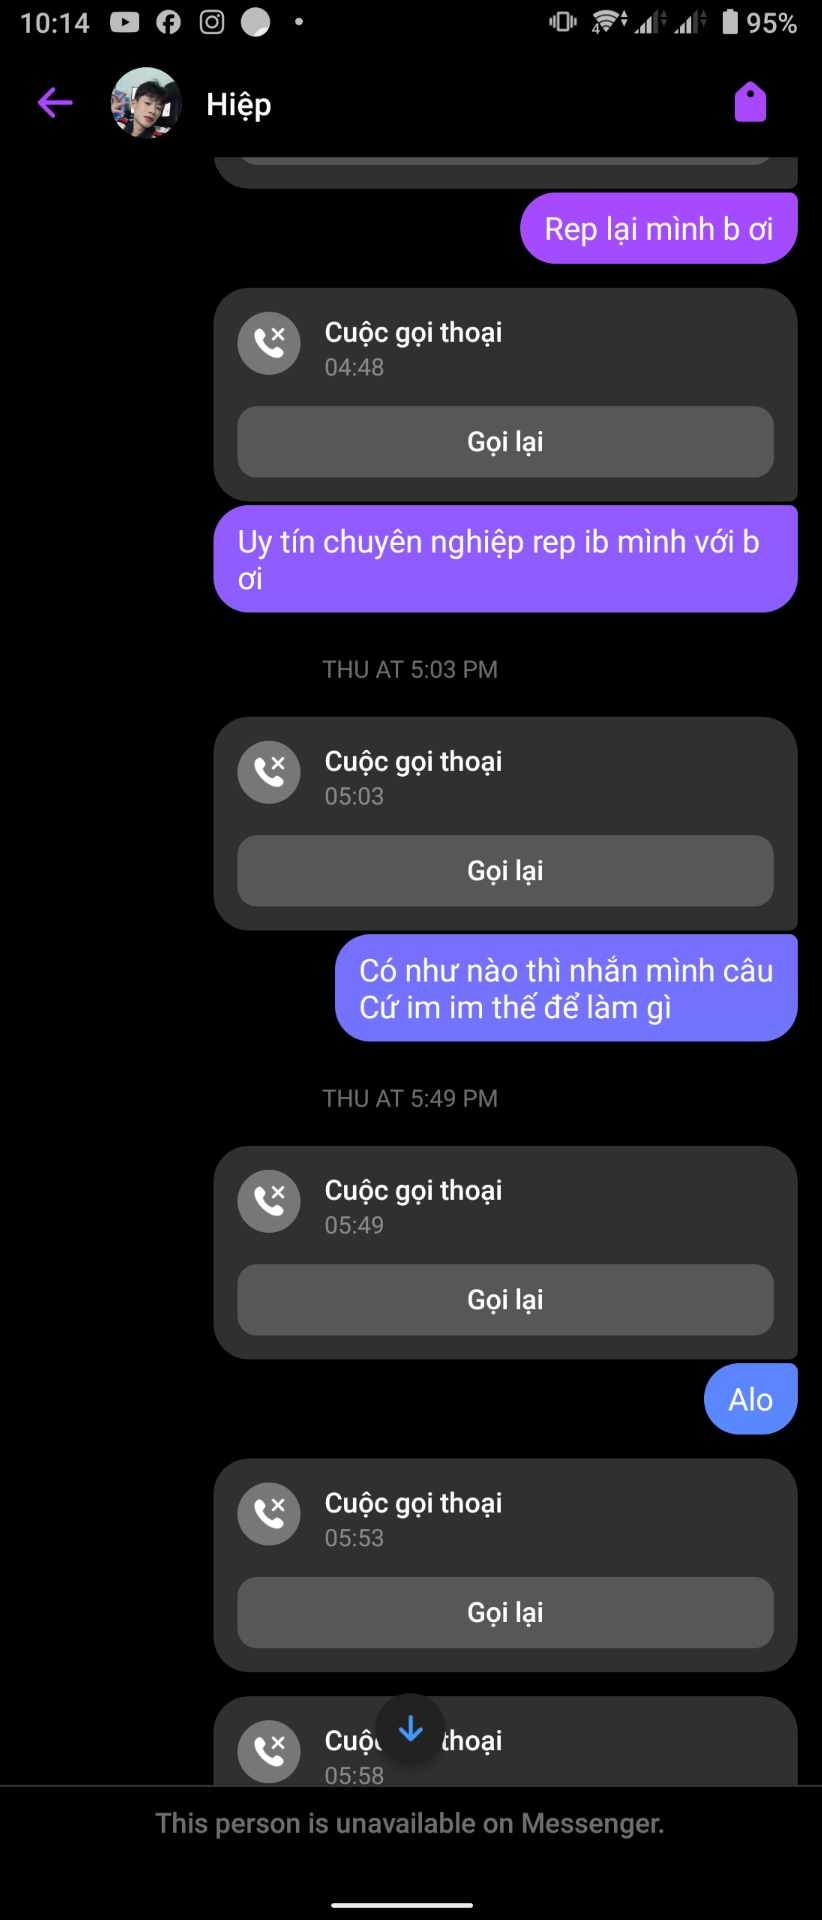 10:14
4
95%
Hiệp
Rep lại mình b ơi
Cuộc gọi thoại
04:48
Gọi lại
Uy tín chuyên nghiệp rep ib mình với b
ơi
THU AT 5:03 PM
Cuộc gọi thoại
05:03
Gọi lại
Có như nào thì nhắn mình câu
Cứ im im thế để làm gì
THU AT 5:49 PM
Cuộc gọi thoại
05:49
Gọi lại
Alo
Cuộc gọi thoại
05:53
Gọi lại
Cuộc thoại
05:58
This person is unavailable on Messenger.